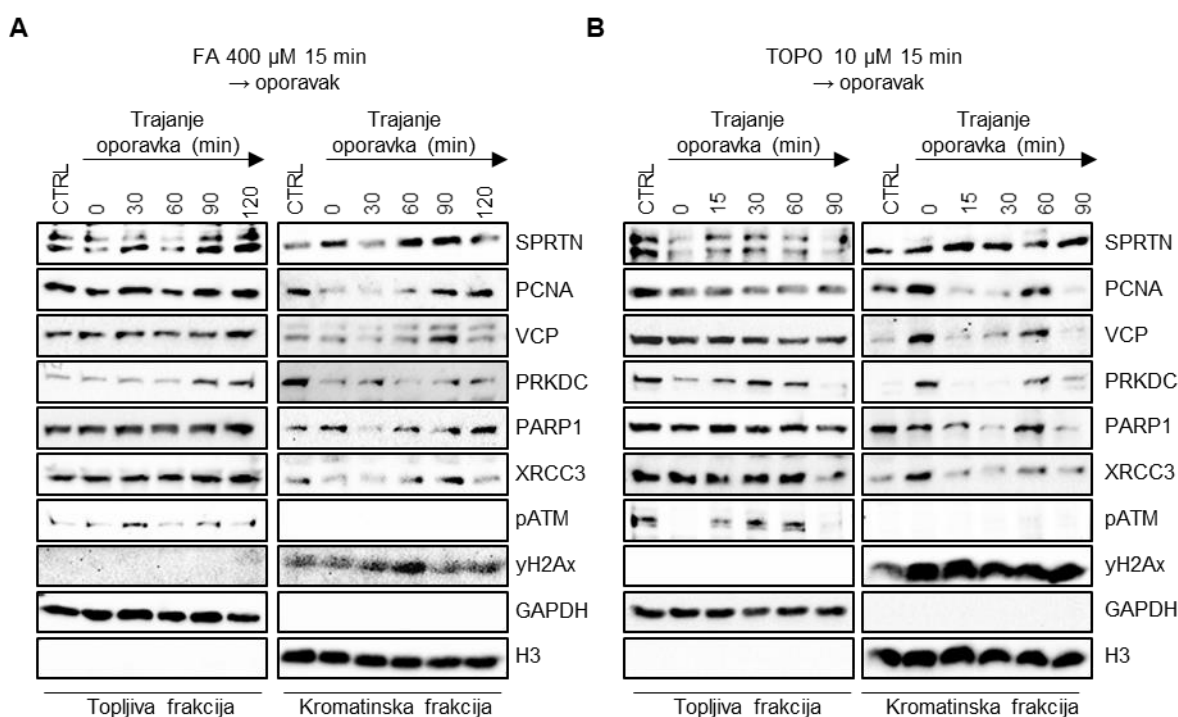 A
FA 400 µM 15 min
→ oporavak
Trajanje
oporavka (min)
Trajanje
oporavka (min)
CTRL 0 30 60 90 120
CTRL 0 30 60 90 120
SPRTN
PCNA
VCP
PRKDC
PARP1
XRCC3
pATM
yH2Ax
GAPDH
H3
Topljiva frakcija
Kromatinska frakcija
B
TOPO 10 µM 15 min
→ oporavak
Trajanje
oporavka (min)
Trajanje
oporavka (min)
CTRL 0 15 30 60 90
CTRL 0 15 30 60 90
SPRTN
PCNA
VCP
PRKDC
PARP1
XRCC3
pATM
yH2Ax
GAPDH
H3
Topljiva frakcija
Kromatinska frakcija